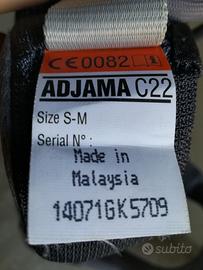 CE0082
ADJAMA C22
Size S-M
Serial N° :
Made in
Malaysia
14071GK5709
subito